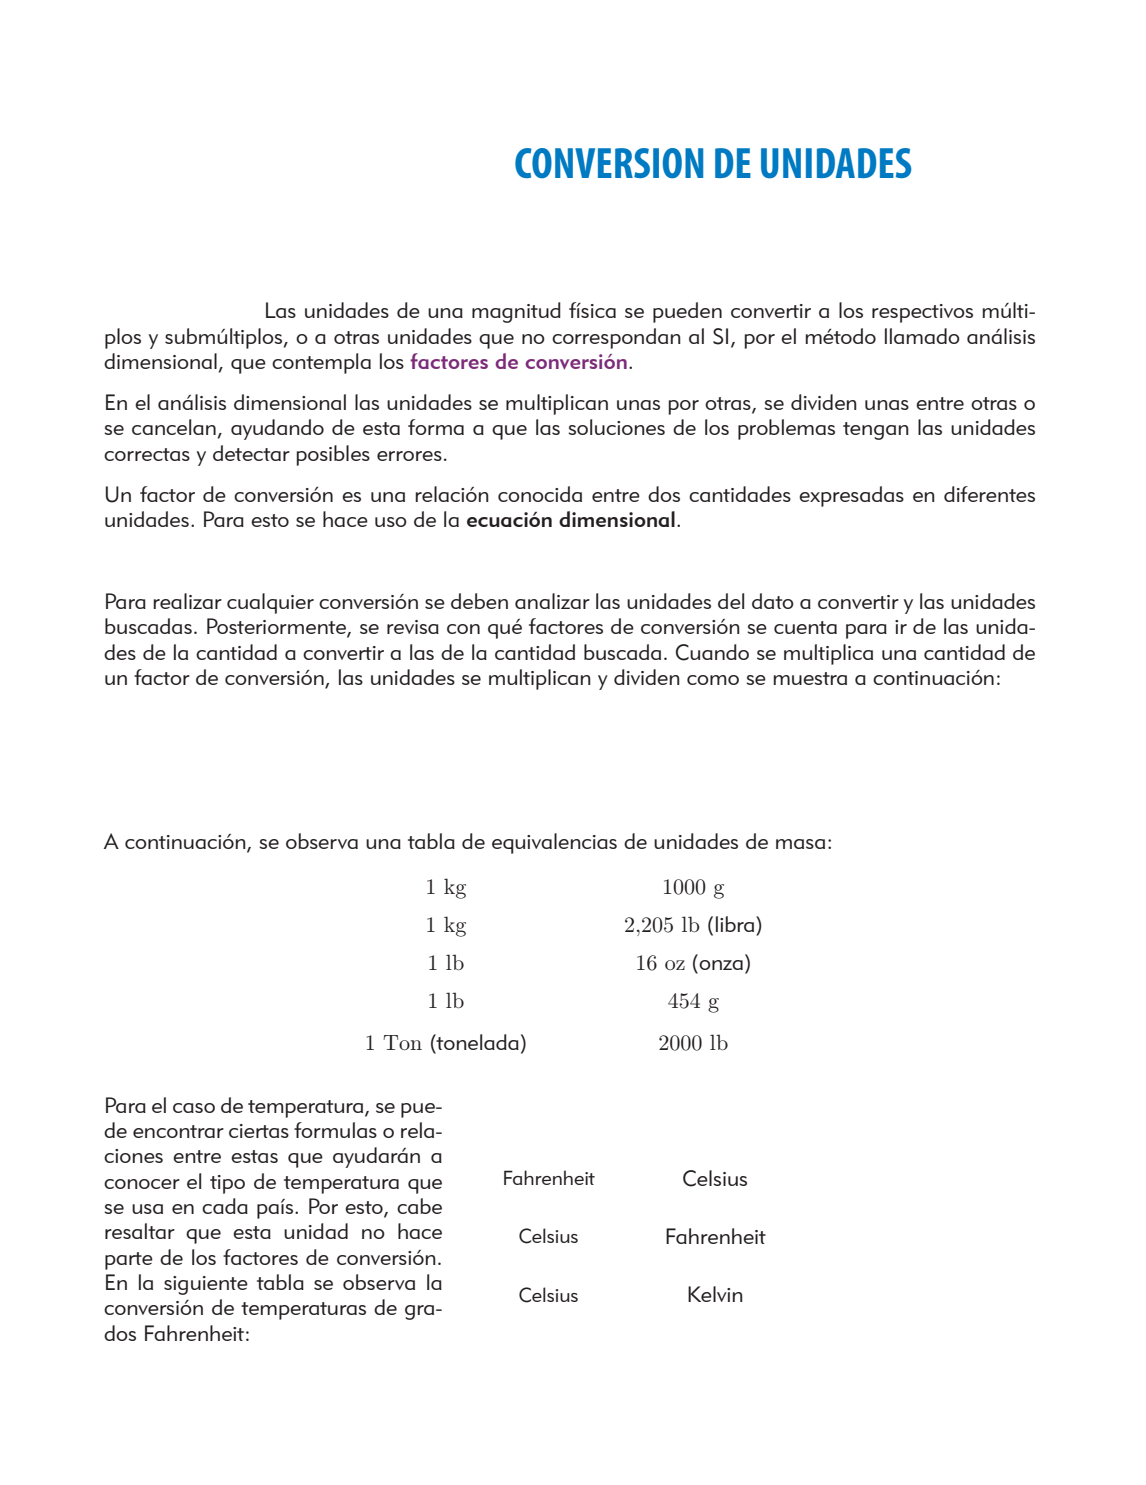 CONVERSION DE UNIDADES
Las unidades de una magnitud física se pueden convertir a los respectivos múlti-
plos y submúltiplos, o a otras unidades que no correspondan al SI, por el método llamado análisis
dimensional, que contempla los factores de conversión.
En el análisis dimensional las unidades se multiplican unas por otras, se dividen unas entre otras o
se cancelan, ayudando de esta forma a que las soluciones de los problemas tengan las unidades
correctas y detectar posibles errores.
Un factor de conversión es una relación conocida entre dos cantidades expresadas en diferentes
unidades. Para esto se hace uso de la ecuación dimensional.
Para realizar cualquier conversión se deben analizar las unidades del dato a convertir y las unidades
buscadas. Posteriormente, se revisa con qué factores de conversión se cuenta para ir de las unida-
des de la cantidad a convertir a las de la cantidad buscada. Cuando se multiplica una cantidad de
un factor de conversión, las unidades se multiplican y dividen como se muestra a continuación:
A continuación, se observa una tabla de equivalencias de unidades de masa:
1 kg 1000 g
1 kg 2,205 lb (libra)
1 lb 16 oz (onza)
1 lb 454 g
1 Ton (tonelada) 2000 lb
Para el caso de temperatura, se pue-
de encontrar ciertas formulas o rela-
ciones entre estas que ayudarán a
conocer el tipo de temperatura que
se usa en cada país. Por esto, cabe
resaltar que esta unidad no hace
parte de los factores de conversión.
En la siguiente tabla se observa la
conversión de temperaturas de gra-
dos Fahrenheit:
Fahrenheit Celsius
Celsius Fahrenheit
Celsius Kelvin